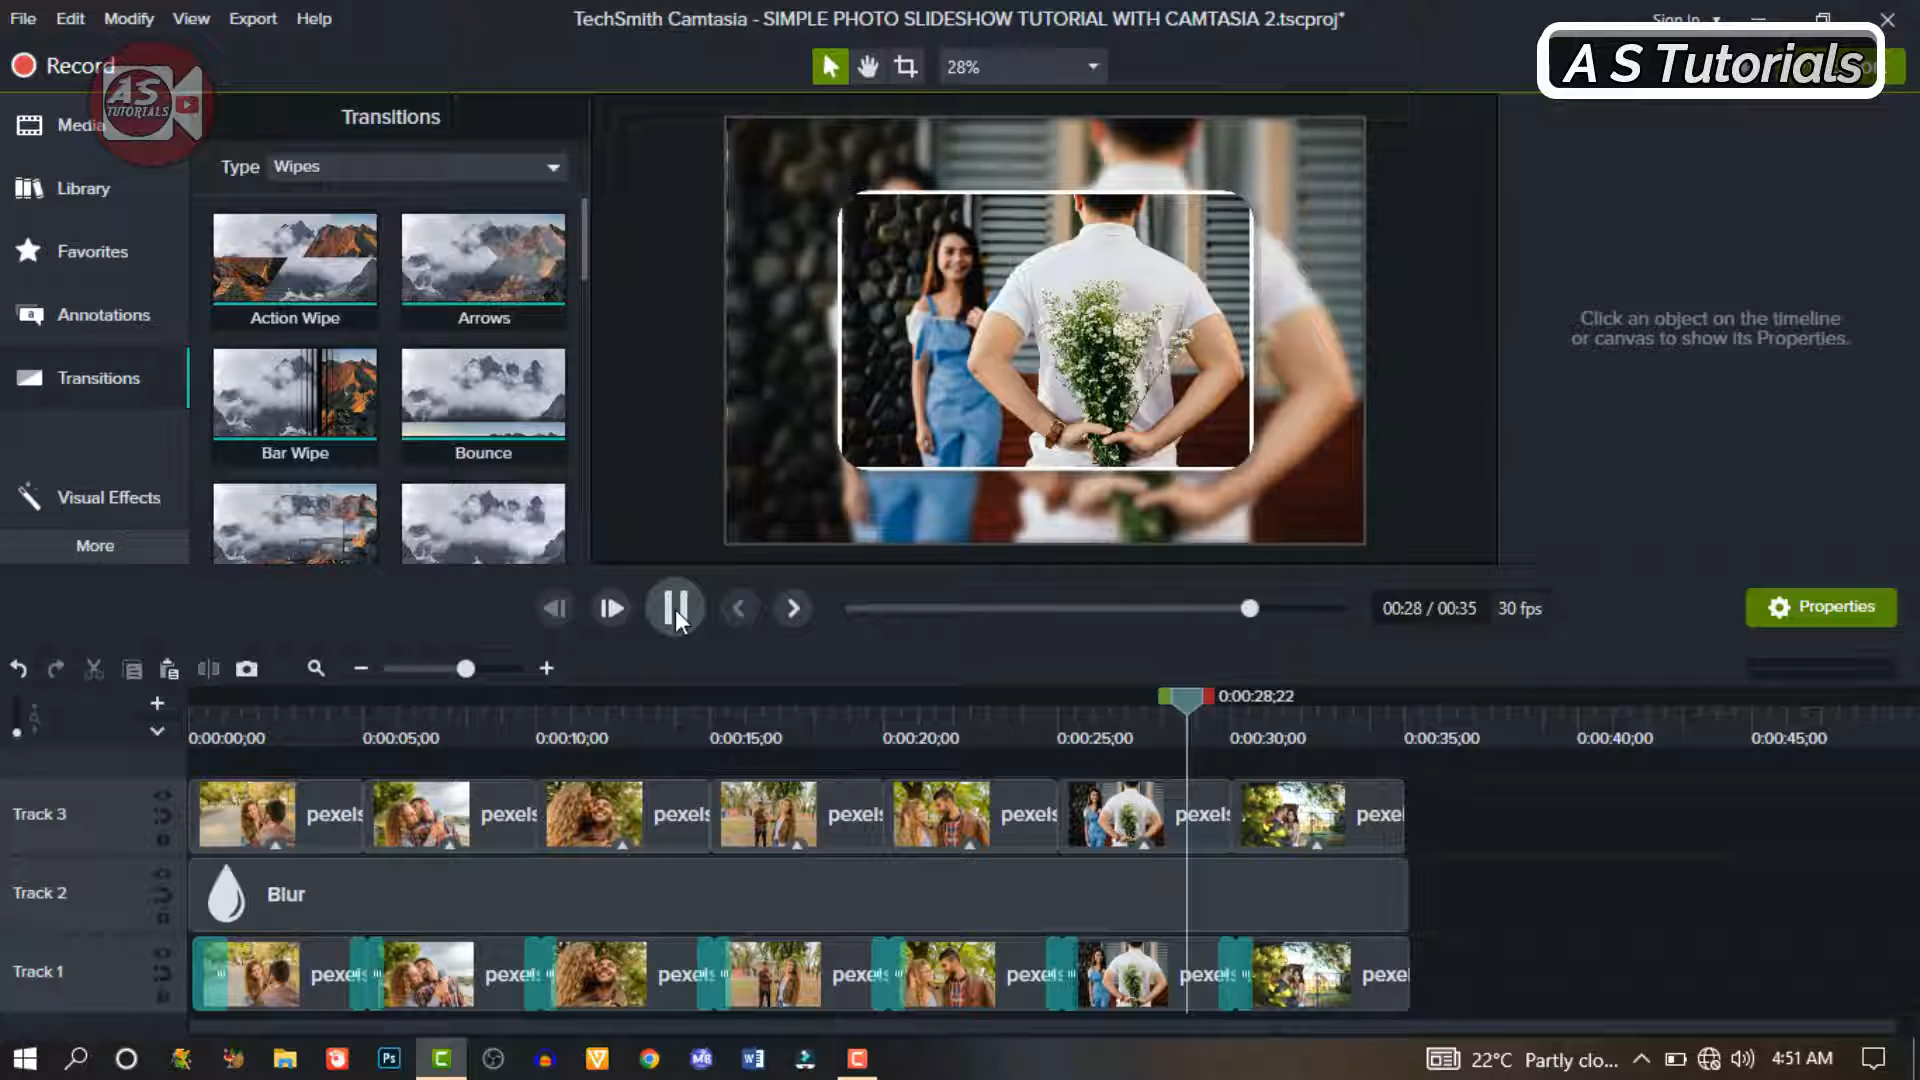 File Edit Modify View Export Help
TechSmith Camtasia - SIMPLE PHOTO SLIDESHOW TUTORIAL WITH CAMTASIA 2.tscproj*
Sign In
Record
28%
A S Tutorials
AS
TUTORIALS
Media
Library
Favorites
Annotations
Transitions
Visual Effects
More
Transitions
Type Wipes
Action Wipe
Arrows
Bar Wipe
Bounce
Click an object on the timeline
or canvas to show its Properties.
00:28 / 00:35 30 fps
Properties
0:00:28;22
0:00:00;00 0:00:05;00 0:00:10;00 0:00:15;00 0:00:20;00 0:00:25;00 0:00:30;00 0:00:35;00 0:00:40;00 0:00:45;00
Track 3
pexels pexels pexels pexels pexels pexels pexel
Track 2
Blur
Track 1
pexels pexels pexels pexels pexels pexels pexel
Ps
22°C Partly clo...
4:51 AM